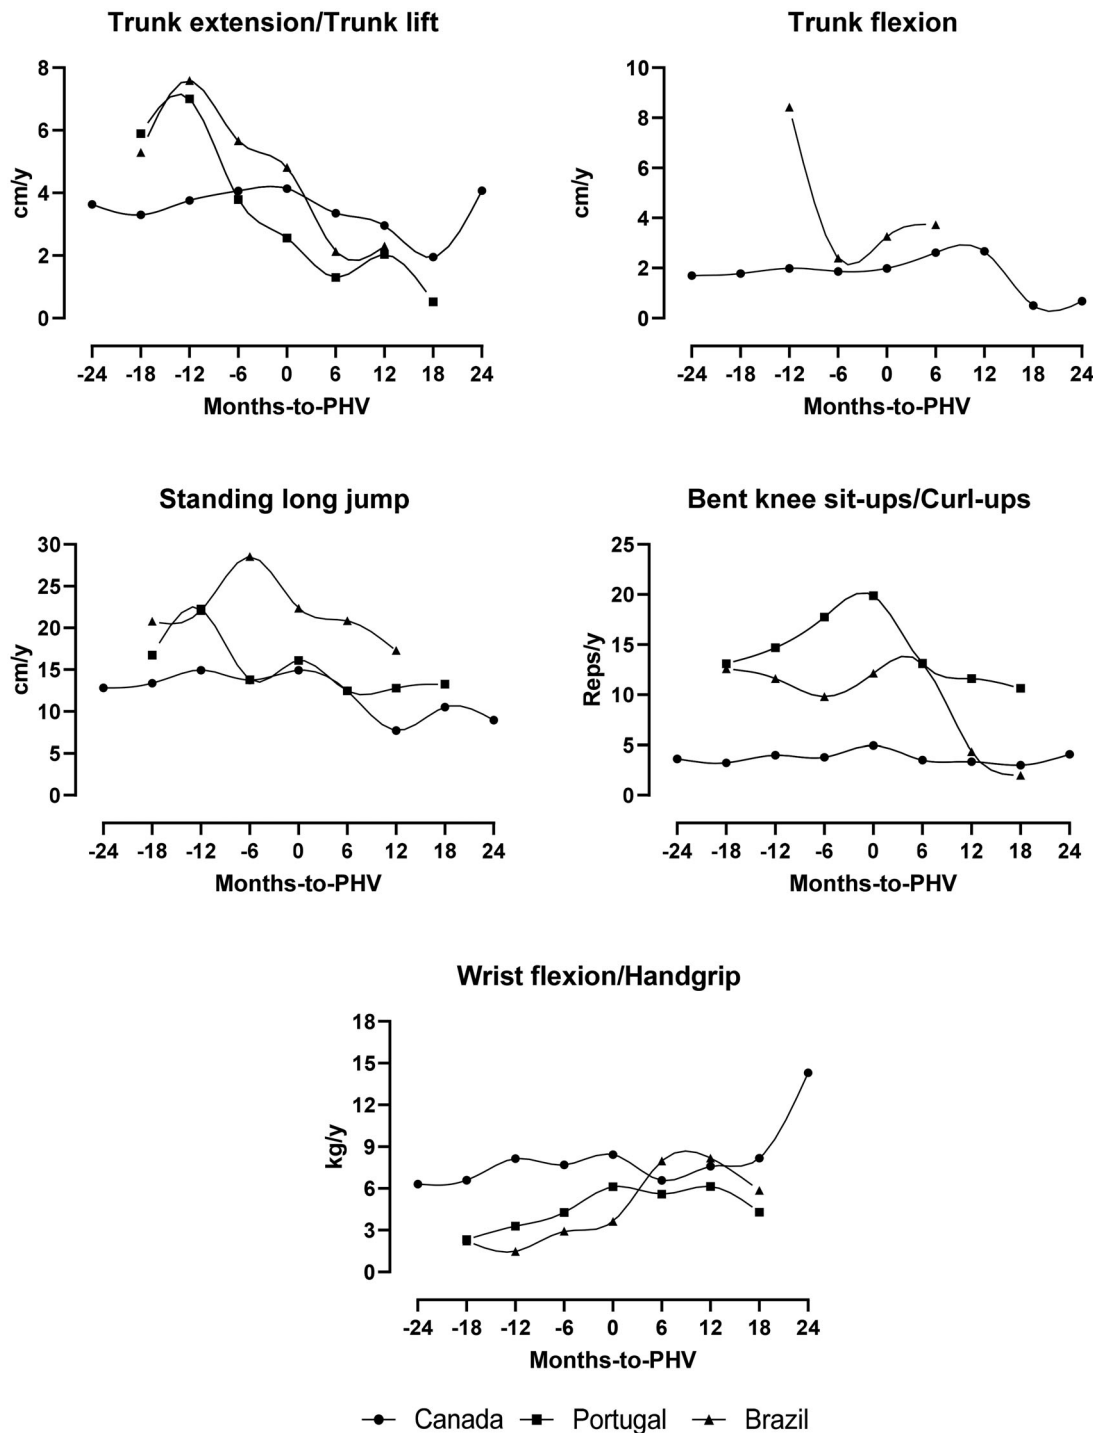 Trunk extension/Trunk lift
8
6
4
2
0
cm/y
-24 -18 -12 -6 0 6 12 18 24
Months-to-PHV
Trunk flexion
10
8
6
4
2
0
cm/y
-24 -18 -12 -6 0 6 12 18 24
Months-to-PHV
Standing long jump
30
25
20
15
10
5
0
cm/y
-24 -18 -12 -6 0 6 12 18 24
Months-to-PHV
Bent knee sit-ups/Curl-ups
25
20
15
10
5
0
Reps/y
-24 -18 -12 -6 0 6 12 18 24
Months-to-PHV
Wrist flexion/Handgrip
18
15
12
9
6
3
0
kg/y
-24 -18 -12 -6 0 6 12 18 24
Months-to-PHV
Canada Portugal Brazil